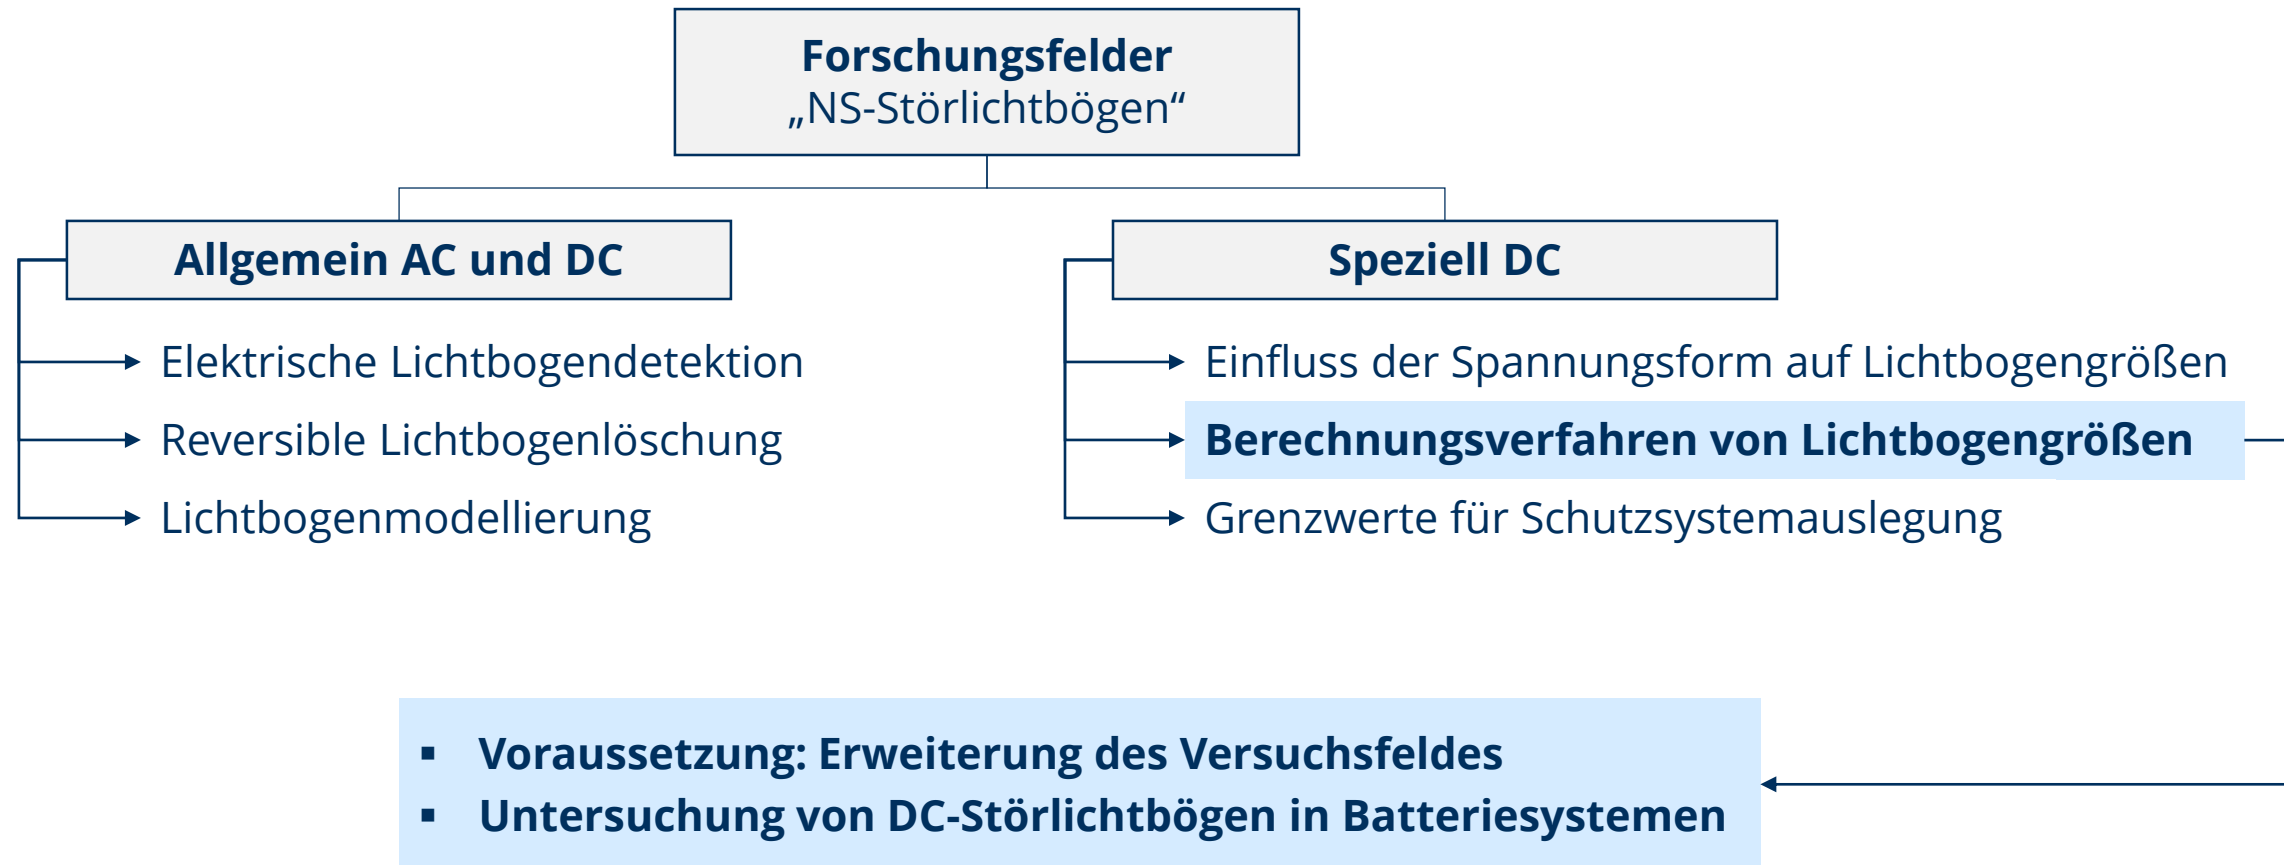 Forschungsfelder
„NS-Störlichtbögen“
Allgemein AC und DC
Elektrische Lichtbogendetektion
Reversible Lichtbogenlöschung
Lichtbogenmodellierung
Speziell DC
Einfluss der Spannungsform auf Lichtbogengrößen
Berechnungsverfahren von Lichtbogengrößen
Grenzwerte für Schutzsystemauslegung
▪ Voraussetzung: Erweiterung des Versuchsfeldes
▪ Untersuchung von DC-Störlichtbögen in Batteriesystemen